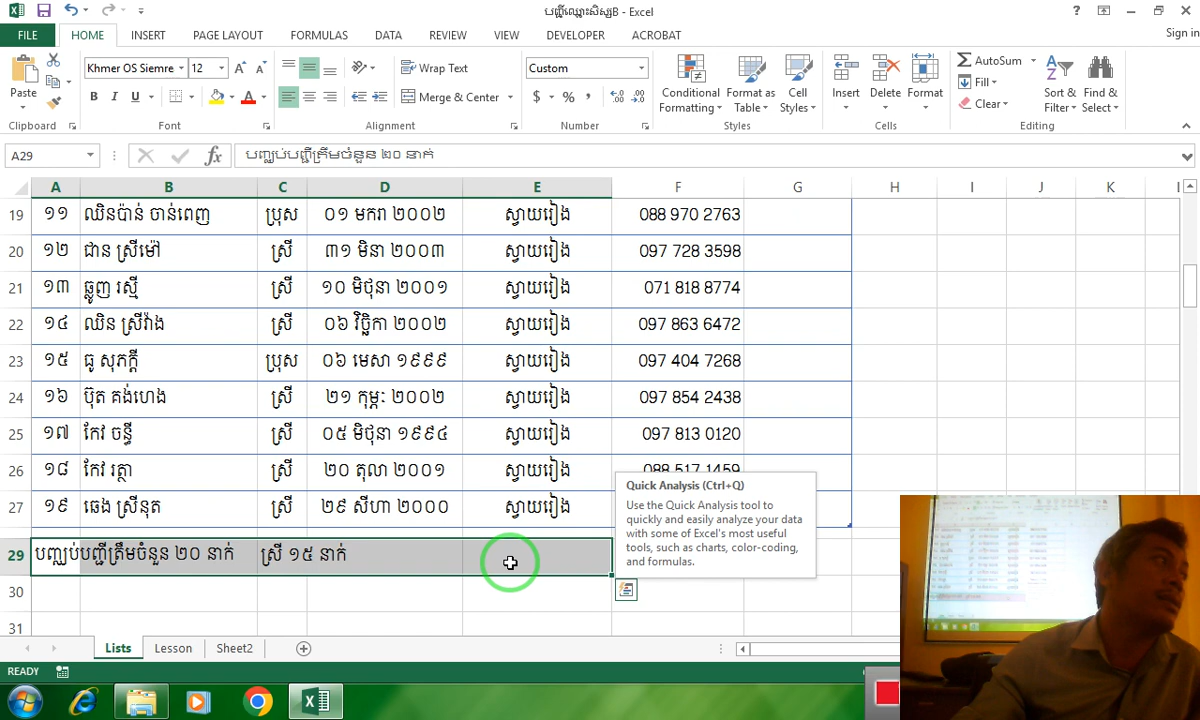 បញ្ជីឈ្មោះសិស្សB - Excel
Sign in
FILE HOME INSERT PAGE LAYOUT FORMULAS DATA REVIEW VIEW DEVELOPER ACROBAT
Paste
Khmer OS Siemre 12
B I U
Wrap Text
Merge & Center
Custom
$ %
Conditional Formatting
Format as Table
Cell Styles
Insert Delete Format
AutoSum
Fill
Clear
Sort & Filter
Find & Select
Clipboard Font Alignment Number Styles Cells Editing
A29 fx បញ្ឈប់បញ្ជីត្រឹមចំនួន ២០ នាក់
A B C D E F G H I J K
19 ១១ ឈិនប៉ាន់ ចាន់ពេញ ប្រុស ០១ មករា ២០០២ ស្វាយរៀង 088 970 2763
20 ១២ ជាន ស្រីម៉ៅ ស្រី ៣១ មិនា ២០០៣ ស្វាយរៀង 097 728 3598
21 ១៣ ឆ្លូញ រស្មី ស្រី ១០ មិថុនា ២០០១ ស្វាយរៀង 071 818 8774
22 ១៤ ឈិន ស្រីវ៉ាង ស្រី ០៦ វិច្ឆិកា ២០០២ ស្វាយរៀង 097 863 6472
23 ១៥ ធូ សុភក្ដី ប្រុស ០៦ មេសា ១៩៩៩ ស្វាយរៀង 097 404 7268
24 ១៦ ប៊ុត គង់ហេង ស្រី ២១ កុម្ភៈ ២០០២ ស្វាយរៀង 097 854 2438
25 ១៧ កែវ ចន្ធី ស្រី ០៥ មិថុនា ១៩៩៤ ស្វាយរៀង 097 813 0120
26 ១៨ កែវ រត្ថា ស្រី ២០ តុលា ២០០១ ស្វាយរៀង 088 517 1459
27 ១៩ ឆេង ស្រីនុត ស្រី ២៩ សីហា ២០០០ ស្វាយរៀង
29 បញ្ឈប់បញ្ជីត្រឹមចំនួន ២០ នាក់ ស្រី ១៥ នាក់
30
31
Quick Analysis (Ctrl+Q)
Use the Quick Analysis tool to
quickly and easily analyze your data
with some of Excel's most useful
tools, such as charts, color-coding,
and formulas.
Lists Lesson Sheet2
READY